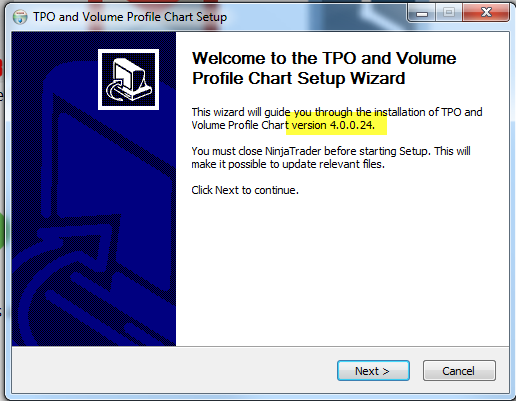 TPO and Volume Profile Chart Setup
Welcome to the TPO and Volume
Profile Chart Setup Wizard
This wizard will guide you through the installation of TPO and
Volume Profile Chart version 4.0.0.24.
You must close NinjaTrader before starting Setup. This will
make it possible to update relevant files.
Click Next to continue.
Next >
Cancel